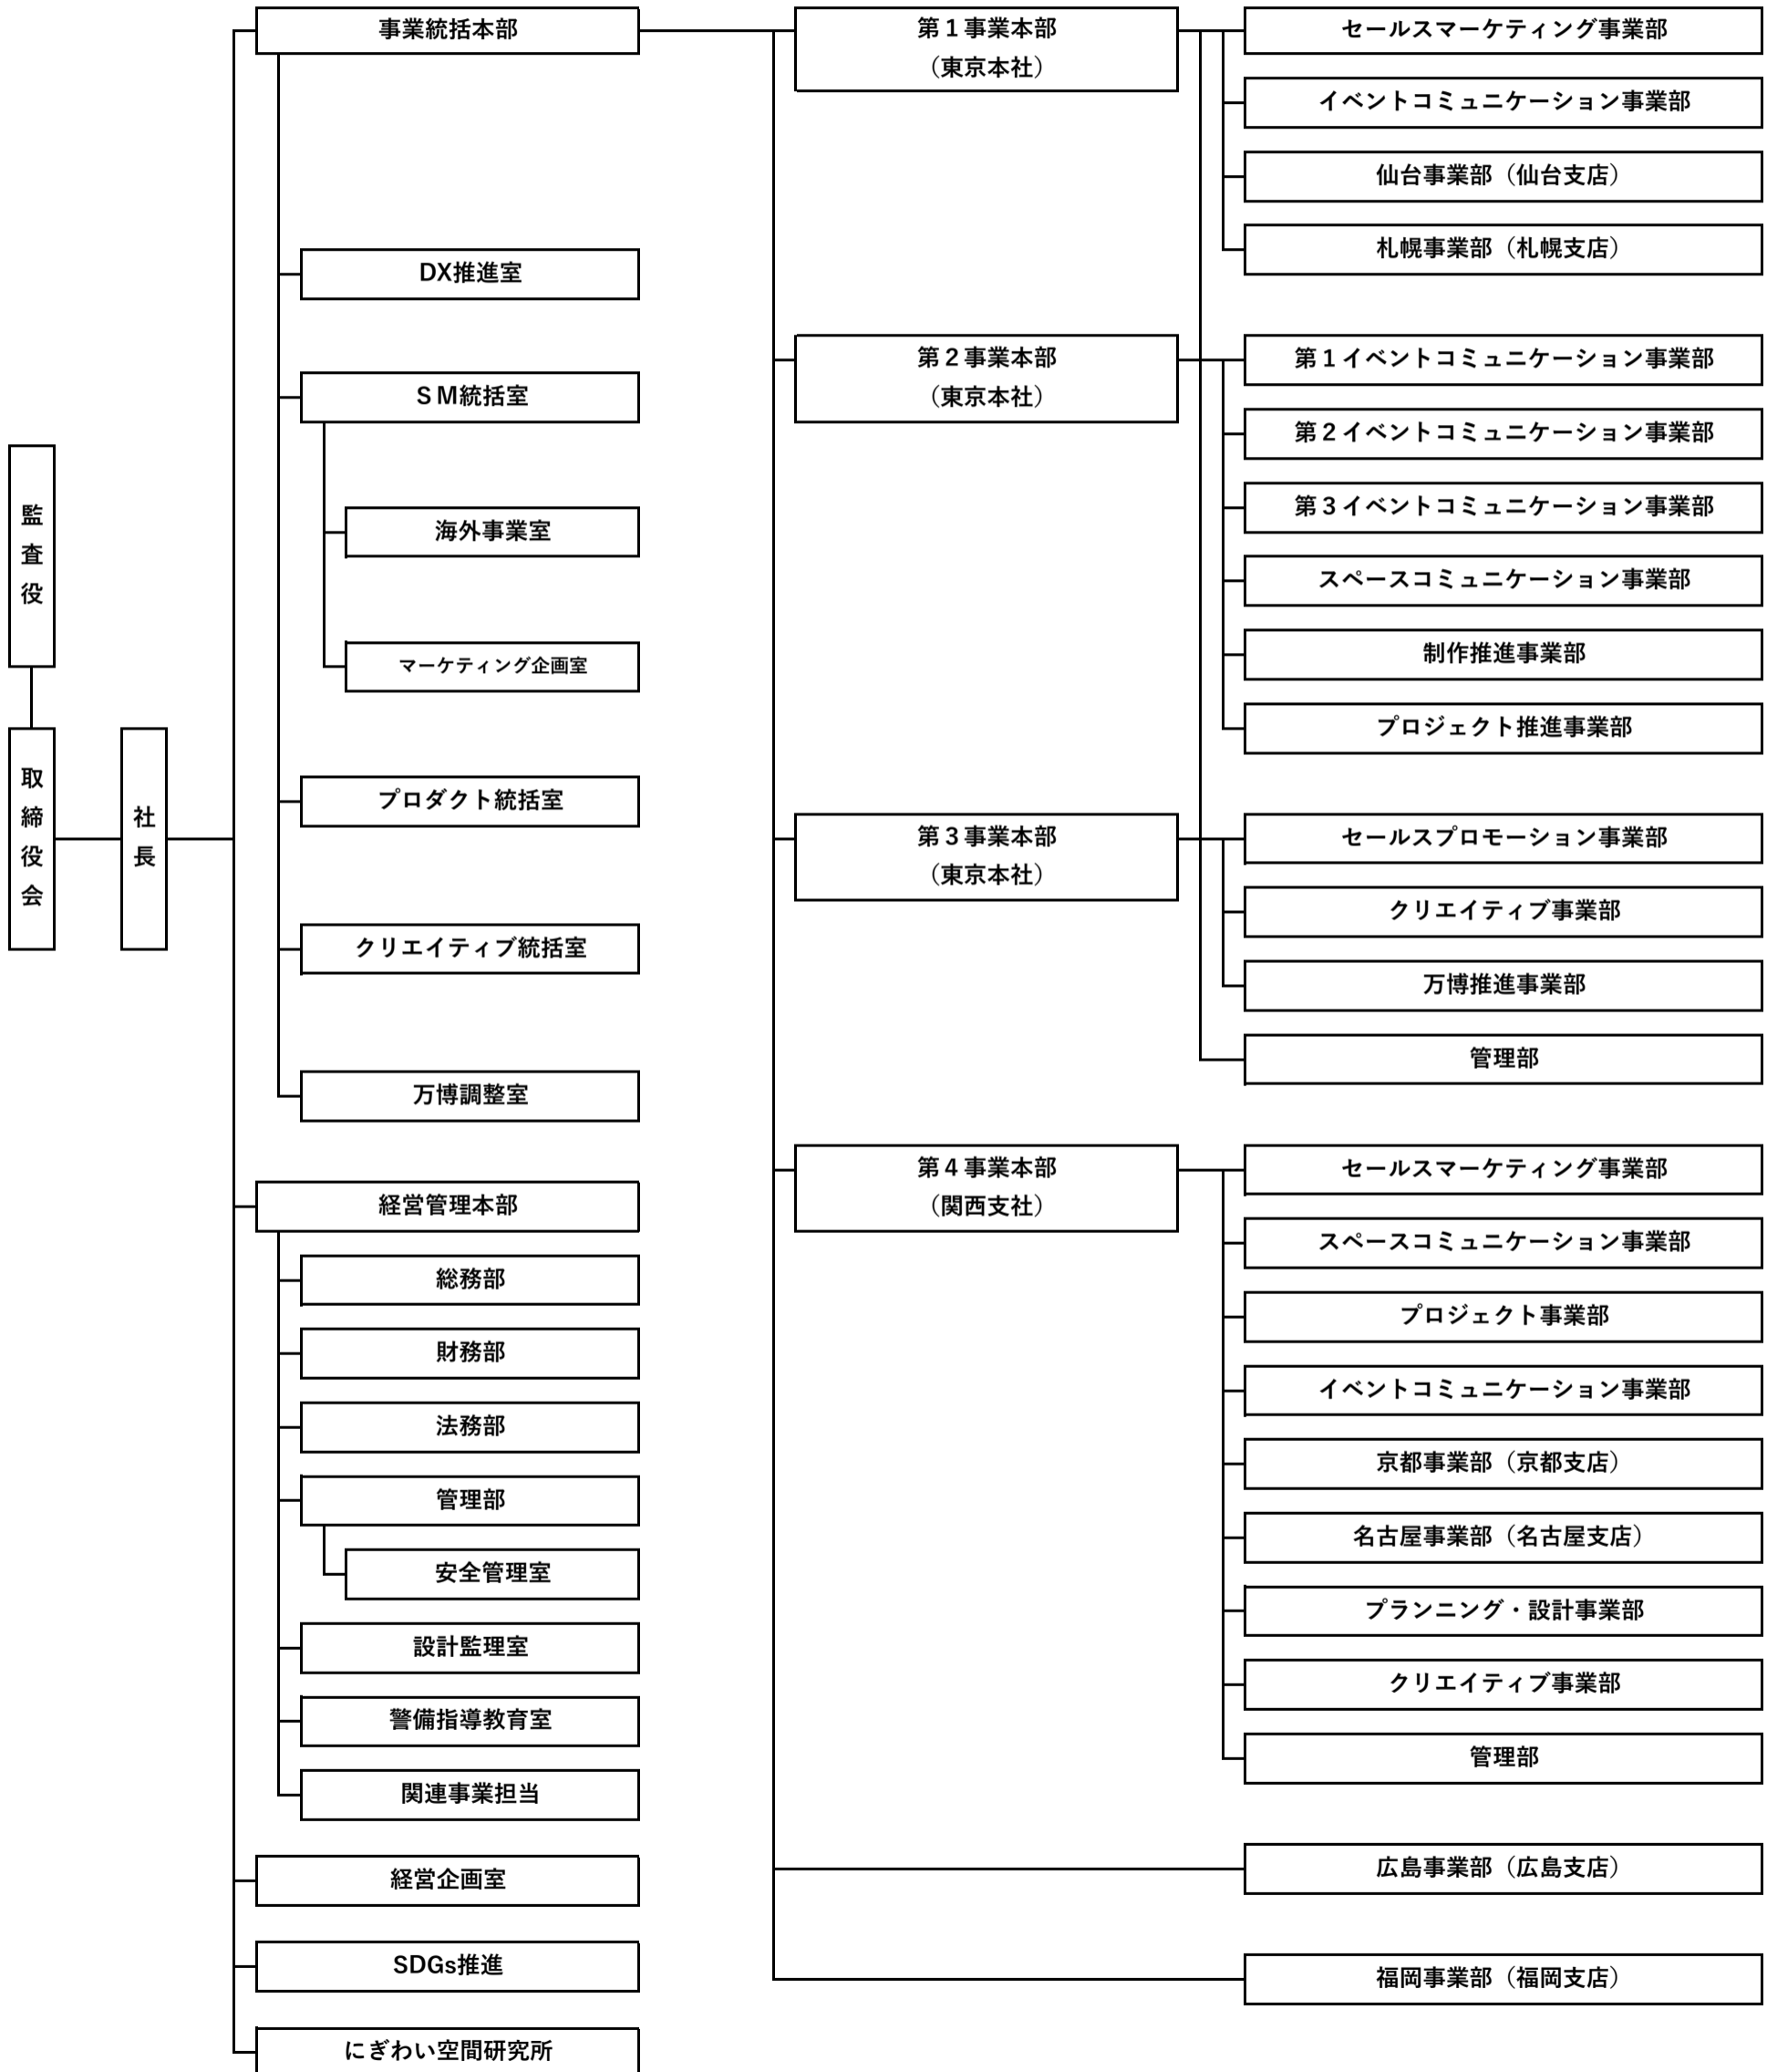 監査役
取締役会
社長
事業統括本部
DX推進室
ＳＭ統括室
海外事業室
マーケティング企画室
プロダクト統括室
クリエイティブ統括室
万博調整室
経営管理本部
総務部
財務部
法務部
管理部
安全管理室
設計監理室
警備指導教育室
関連事業担当
経営企画室
SDGs推進
にぎわい空間研究所
第１事業本部
（東京本社）
セールスマーケティング事業部
イベントコミュニケーション事業部
仙台事業部（仙台支店）
札幌事業部（札幌支店）
第２事業本部
（東京本社）
第１イベントコミュニケーション事業部
第２イベントコミュニケーション事業部
第３イベントコミュニケーション事業部
スペースコミュニケーション事業部
制作推進事業部
プロジェクト推進事業部
第３事業本部
（東京本社）
セールスプロモーション事業部
クリエイティブ事業部
万博推進事業部
管理部
第４事業本部
（関西支社）
セールスマーケティング事業部
スペースコミュニケーション事業部
プロジェクト事業部
イベントコミュニケーション事業部
京都事業部（京都支店）
名古屋事業部（名古屋支店）
プランニング・設計事業部
クリエイティブ事業部
管理部
広島事業部（広島支店）
福岡事業部（福岡支店）